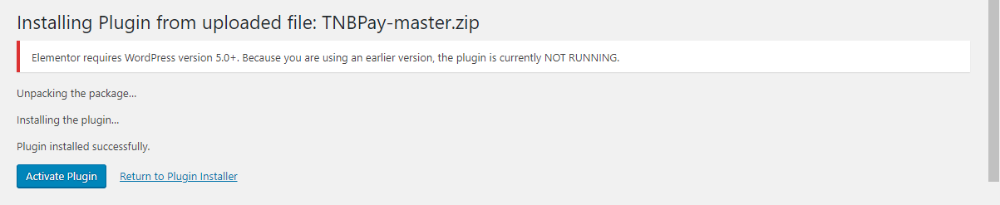 Installing Plugin from uploaded file: TNBPay-master.zip
Elementor requires WordPress version 5.0+. Because you are using an earlier version, the plugin is currently NOT RUNNING.
Unpacking the package…
Installing the plugin…
Plugin installed successfully.
Activate Plugin Return to Plugin Installer